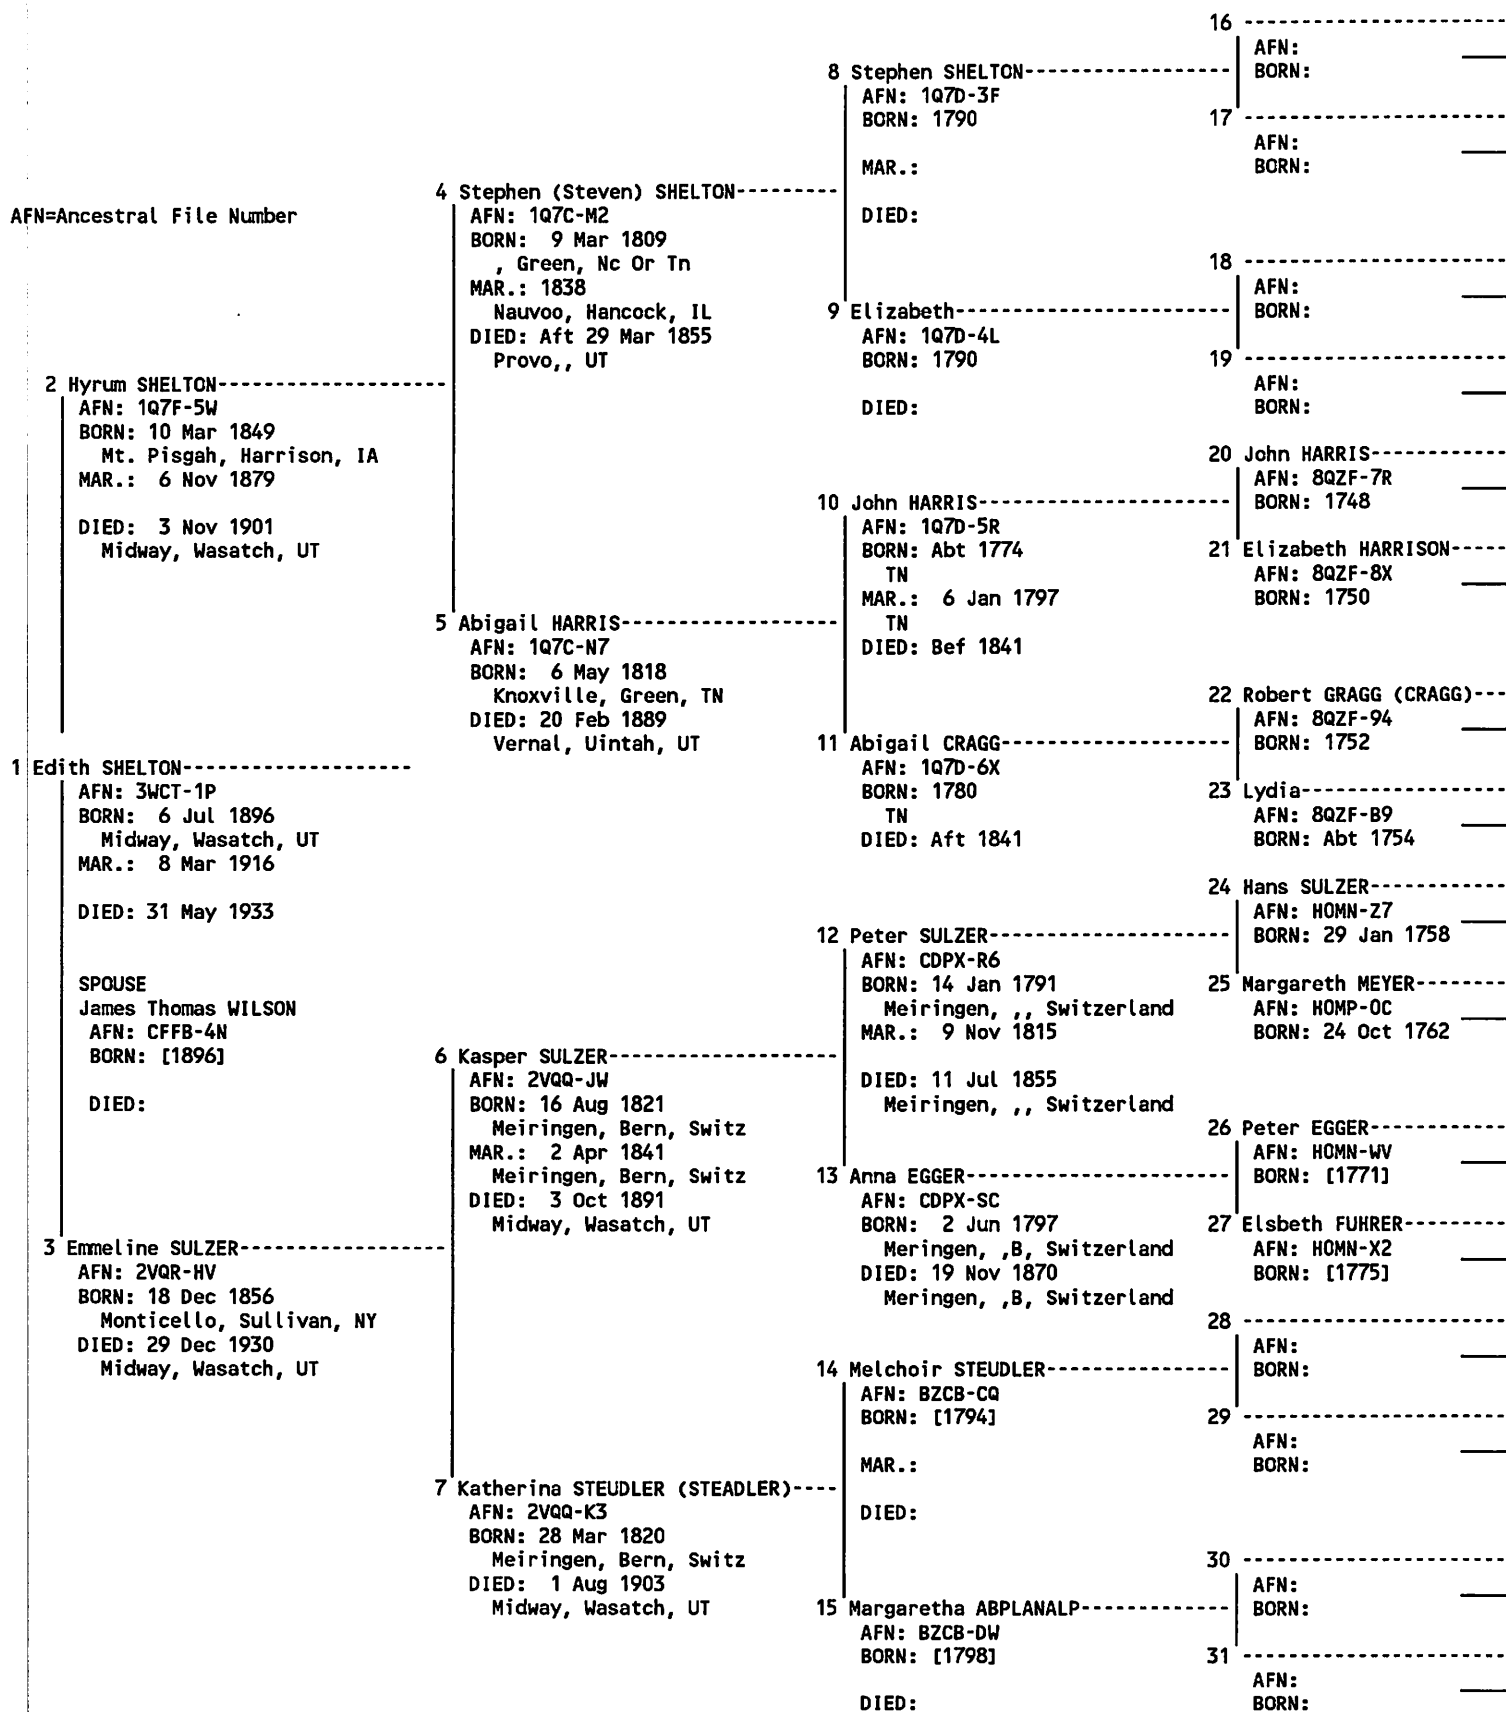 AFN=Ancestral File Number
1 Edith SHELTON-------------------
AFN: 3WCT-1P
BORN: 6 Jul 1896
Midway, Wasatch, UT
MAR.: 8 Mar 1916
DIED: 31 May 1933
SPOUSE
James Thomas WILSON
AFN: CFFB-4N
BORN: [1896]
DIED:
2 Hyrum SHELTON-------------------
AFN: 1Q7F-5W
BORN: 10 Mar 1849
Mt. Pisgah, Harrison, IA
MAR.: 6 Nov 1879
DIED: 3 Nov 1901
Midway, Wasatch, UT
3 Emmeline SULZER-----------------
AFN: 2VQR-HV
BORN: 18 Dec 1856
Monticello, Sullivan, NY
DIED: 29 Dec 1930
Midway, Wasatch, UT
4 Stephen (Steven) SHELTON---------
AFN: 1Q7C-M2
BORN: 9 Mar 1809
, Green, Nc Or Tn
MAR.: 1838
Nauvoo, Hancock, IL
DIED: Aft 29 Mar 1855
Provo,, UT
5 Abigail HARRIS------------------
AFN: 1Q7C-N7
BORN: 6 May 1818
Knoxville, Green, TN
DIED: 20 Feb 1889
Vernal, Uintah, UT
6 Kasper SULZER-------------------
AFN: 2VQQ-JW
BORN: 16 Aug 1821
Meiringen, Bern, Switz
MAR.: 2 Apr 1841
Meiringen, Bern, Switz
DIED: 3 Oct 1891
Midway, Wasatch, UT
7 Katherina STEUDLER (STEADLER)----
AFN: 2VQQ-K3
BORN: 28 Mar 1820
Meiringen, Bern, Switz
DIED: 1 Aug 1903
Midway, Wasatch, UT
8 Stephen SHELTON-----------------
AFN: 1Q7D-3F
BORN: 1790
MAR.:
DIED:
9 Elizabeth-----------------------
AFN: 1Q7D-4L
BORN: 1790
DIED:
10 John HARRIS---------------------
AFN: 1Q7D-5R
BORN: Abt 1774
TN
MAR.: 6 Jan 1797
TN
DIED: Bef 1841
11 Abigail CRAGG-------------------
AFN: 1Q7D-6X
BORN: 1780
TN
DIED: Aft 1841
12 Peter SULZER--------------------
AFN: CDPX-R6
BORN: 14 Jan 1791
Meiringen, ,, Switzerland
MAR.: 9 Nov 1815
DIED: 11 Jul 1855
Meiringen, ,, Switzerland
13 Anna EGGER----------------------
AFN: CDPX-SC
BORN: 2 Jun 1797
Meringen, ,B, Switzerland
DIED: 19 Nov 1870
Meringen, ,B, Switzerland
14 Melchoir STEUDLER---------------
AFN: BZCB-CQ
BORN: [1794]
MAR.:
DIED:
15 Margaretha ABPLANALP------------
AFN: BZCB-DW
BORN: [1798]
DIED:
16 ----------------------
AFN:
BORN:
17 ----------------------
AFN:
BORN:
18 ----------------------
AFN:
BORN:
19 ----------------------
AFN:
BORN:
20 John HARRIS-----------
AFN: 8QZF-7R
BORN: 1748
21 Elizabeth HARRISON-----
AFN: 8QZF-8X
BORN: 1750
22 Robert GRAGG (CRAGG)---
AFN: 8QZF-94
BORN: 1752
23 Lydia-----------------
AFN: 8QZF-B9
BORN: Abt 1754
24 Hans SULZER-----------
AFN: HOMN-Z7
BORN: 29 Jan 1758
25 Margareth MEYER--------
AFN: HOMP-0C
BORN: 24 Oct 1762
26 Peter EGGER-----------
AFN: HOMN-WV
BORN: [1771]
27 Elsbeth FUHRER---------
AFN: HOMN-X2
BORN: [1775]
28 ----------------------
AFN:
BORN:
29 ----------------------
AFN:
BORN:
30 ----------------------
AFN:
BORN:
31 ----------------------
AFN:
BORN: